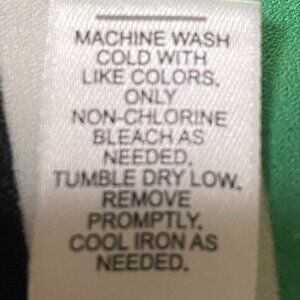 MACHINE WASH
COLD WITH
LIKE COLORS.
ONLY
NON-CHLORINE
BLEACH AS
NEEDED.
TUMBLE DRY LOW.
REMOVE
PROMPTLY.
COOL IRON AS
NEEDED.